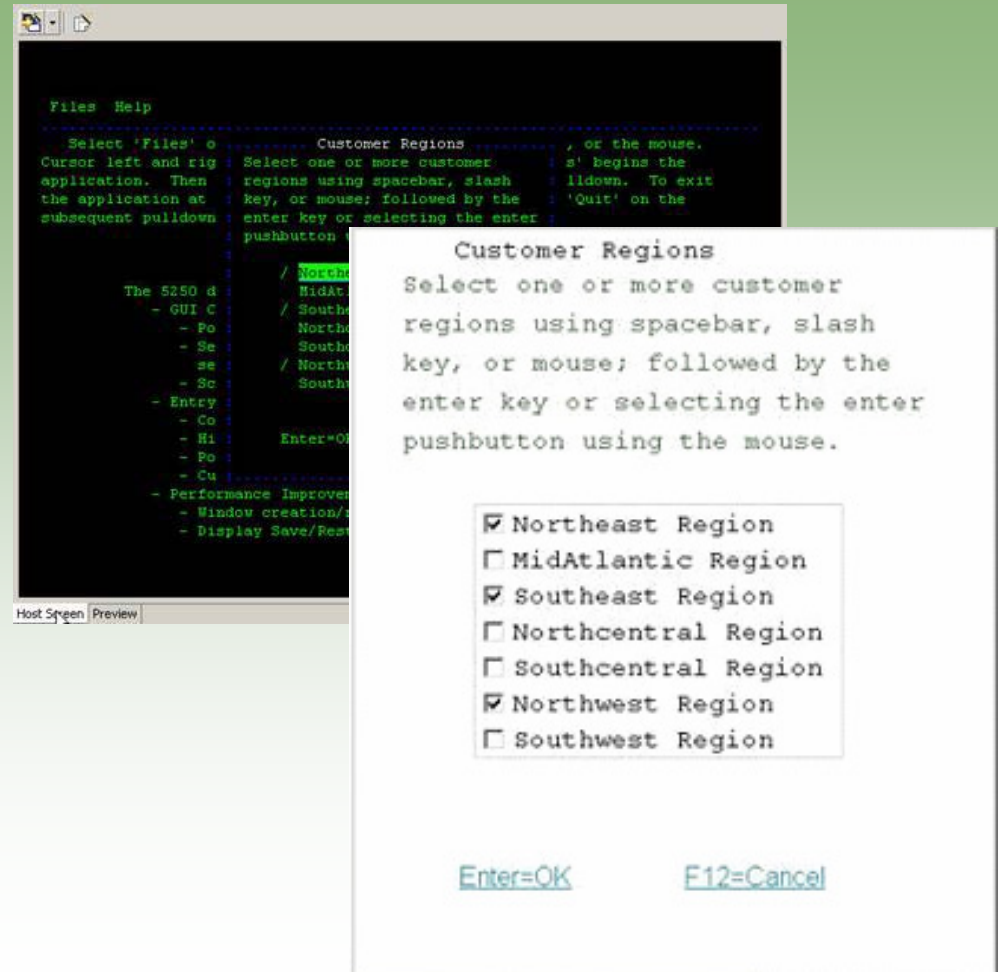 Files Help
Select 'Files' o Customer Regions , or the mouse.
Cursor left and rig : Select one or more customer : s' begins the
application. Then : regions using spacebar, slash : lldown. To exit
the application at : key, or mouse; followed by the : 'Quit' on the
subsequent pulldown : enter key or selecting the enter :
: pushbutton
:
: / Northe
The 5250 d : MidAt
- GUI C : / Southe
- Po : Northc
- Se : Southc
se : / Northw
- Sc : Southw
- Entry :
- Co :
- Hi : Enter=O
- Po :
- Cu :
- Performance Improve
- Window creation/
- Display Save/Res
Host Screen Preview
Customer Regions
Select one or more customer
regions using spacebar, slash
key, or mouse; followed by the
enter key or selecting the enter
pushbutton using the mouse.
Northeast Region
MidAtlantic Region
Southeast Region
Northcentral Region
Southcentral Region
Northwest Region
Southwest Region
Enter=OK F12=Cancel